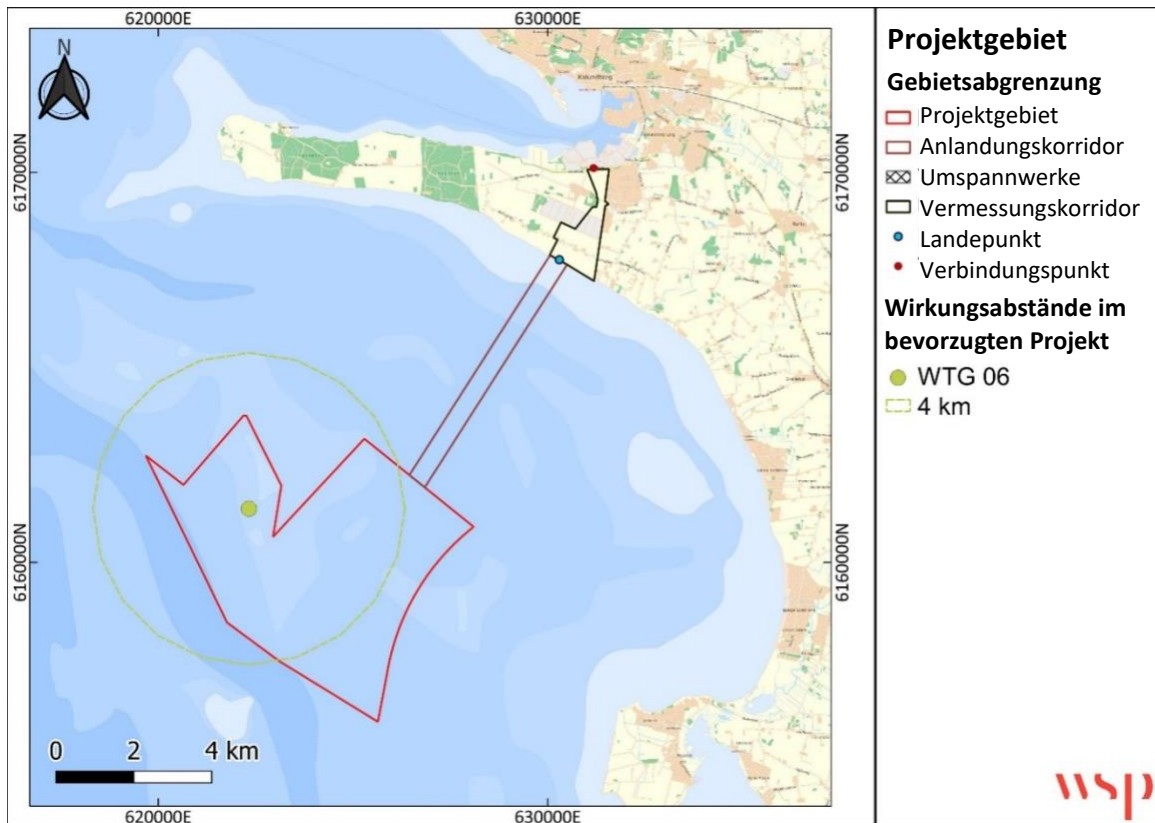 620000E
630000E
N
6170000N
6170000N
6160000N
6160000N
0 2 4 km
620000E
630000E
Projektgebiet
Gebietsabgrenzung
Projektgebiet
Anlandungskorridor
Umspannwerke
Vermessungskorridor
Landepunkt
Verbindungspunkt
Wirkungsabstände im
bevorzugten Projekt
WTG 06
4 km
wsp